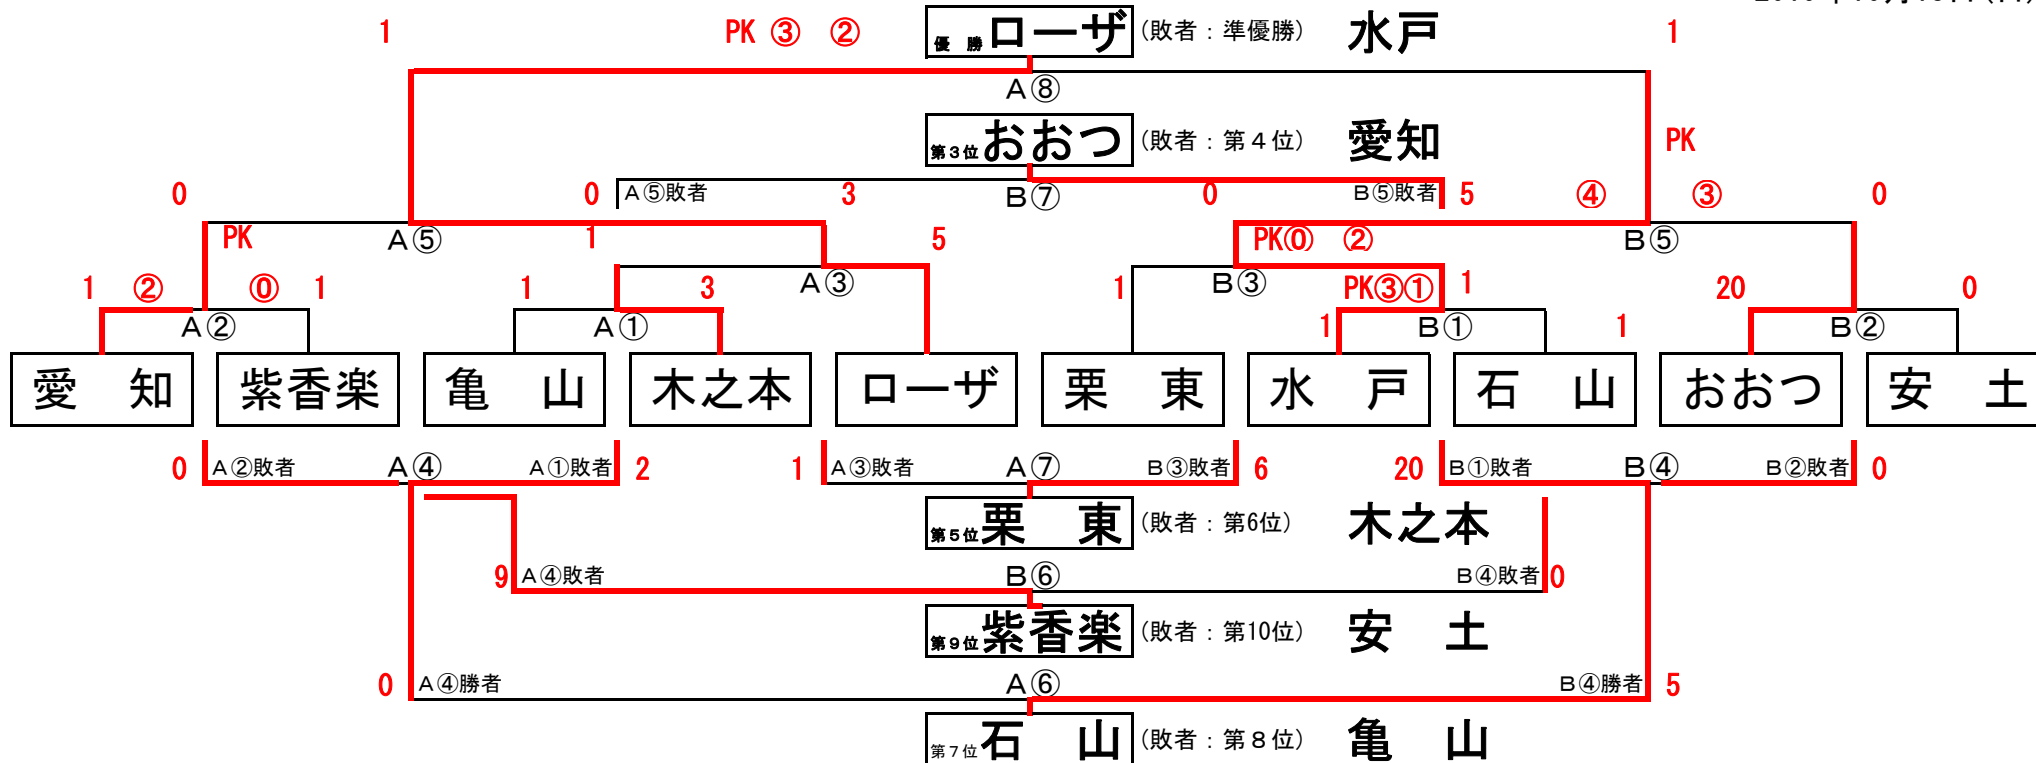 1 PK ③ ② 優 勝 ローザ (敗者：準優勝) 水戸 1
A⑧
第3位 おおつ (敗者：第４位) 愛知 PK
0 0 A⑤敗者 3 B⑦ 0 B⑤敗者 5 ④ ③ 0
PK A⑤ 1 5 PK⓪ ② B⑤
1 ② ⓪ 1 1 3 A③ 1 B③ PK③① 1 20 0
A② A① 1 B① 1 B②
愛 知 紫香楽 亀 山 木之本 ローザ 栗 東 水 戸 石 山 おおつ 安 土
0 A②敗者 A④ A①敗者 2 1 A③敗者 A⑦ B③敗者 6 20 B①敗者 B④ B②敗者 0
第5位 栗 東 (敗者：第6位) 木之本
9 A④敗者 B⑥ B④敗者 0
第9位 紫香楽 (敗者：第10位) 安 土
0 A④勝者 A⑥ B④勝者 5
第7位 石 山 (敗者：第８位) 亀 山